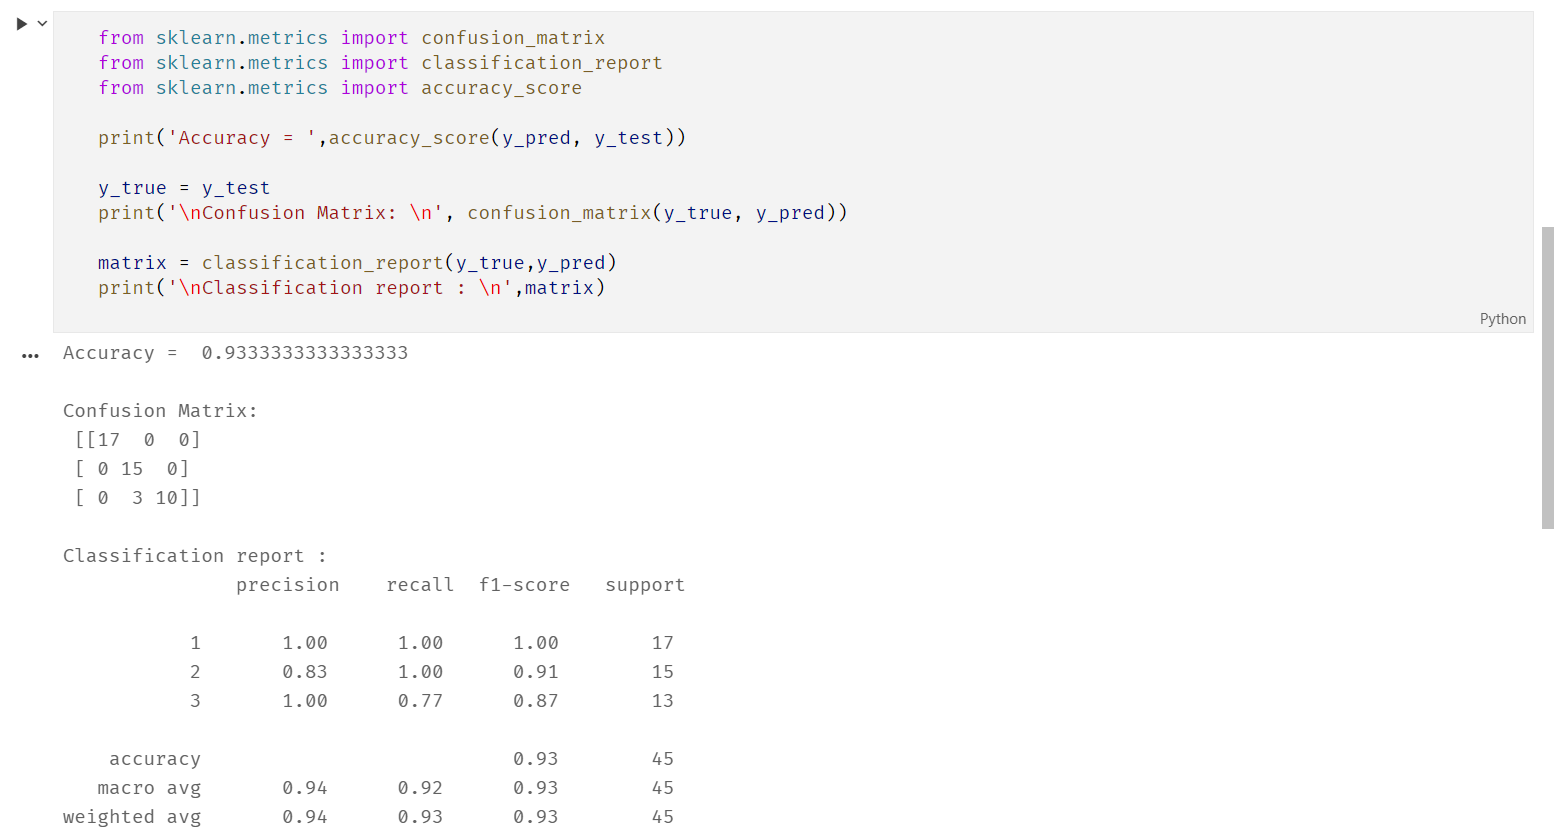 from sklearn.metrics import confusion_matrix
from sklearn.metrics import classification_report
from sklearn.metrics import accuracy_score
print('Accuracy = ',accuracy_score(y_pred, y_test))
y_true = y_test
print('\nConfusion Matrix: \n', confusion_matrix(y_true, y_pred))
matrix = classification_report(y_true,y_pred)
print('\nClassification report : \n',matrix)
Python
Accuracy =  0.9333333333333333
Confusion Matrix:
 [[17  0  0]
 [ 0 15  0]
 [ 0  3 10]]
Classification report :
               precision    recall  f1-score   support
           1       1.00      1.00      1.00        17
           2       0.83      1.00      0.91        15
           3       1.00      0.77      0.87        13
    accuracy                           0.93        45
   macro avg       0.94      0.92      0.93        45
weighted avg       0.94      0.93      0.93        45